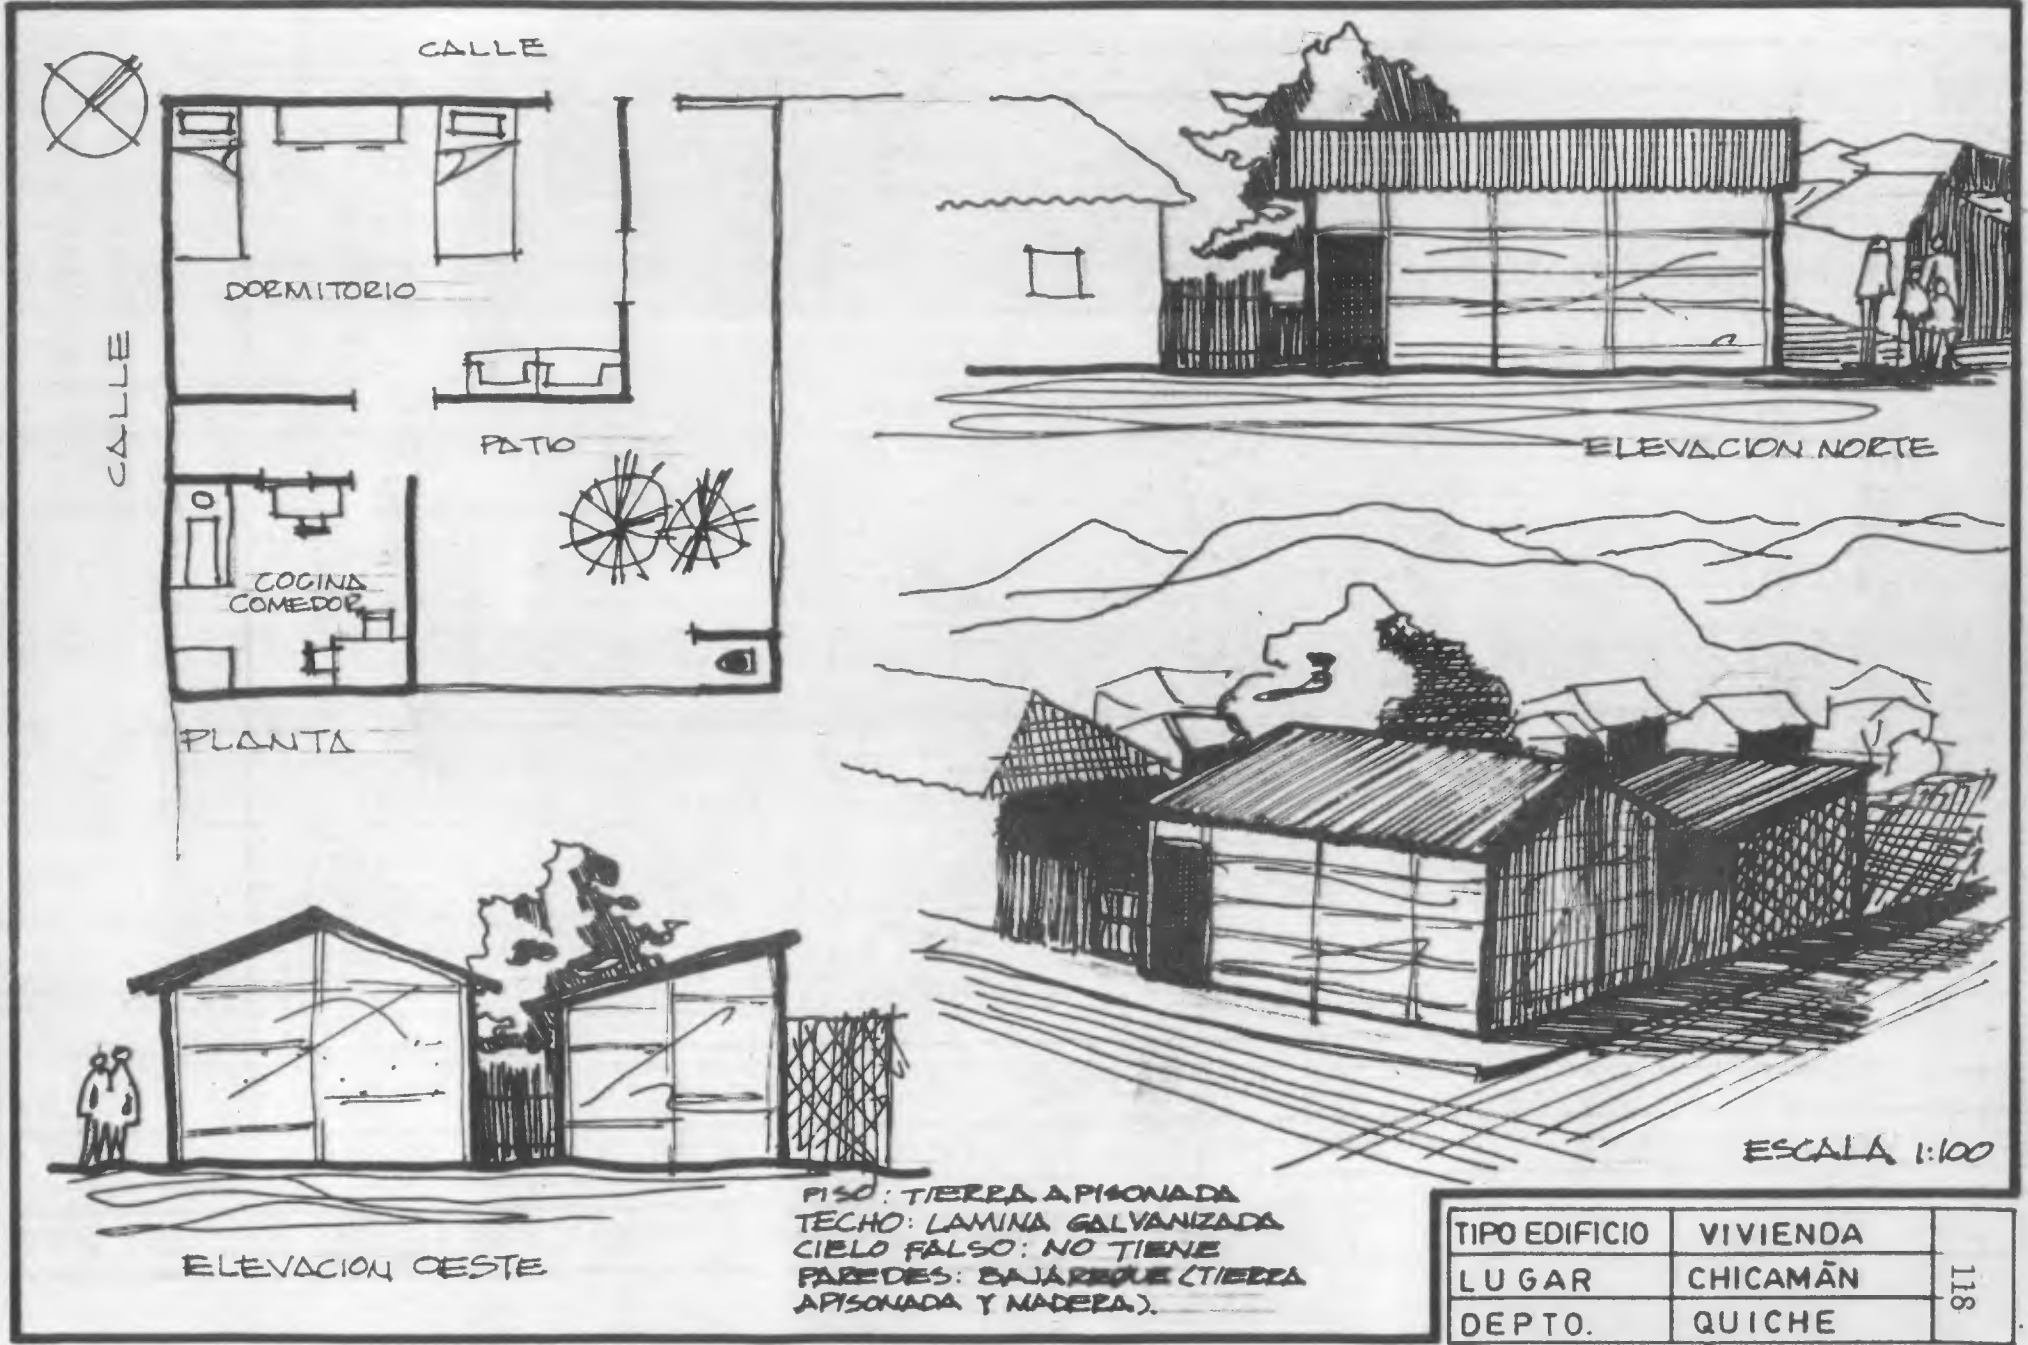 CALLE
DORMITORIO
CALLE
PATIO
COCINA
COMEDOR
PLANTA
ELEVACION NORTE
ESCALA 1:100
ELEVACION OESTE
PISO: TIERRA APISONADA
TECHO: LAMINA GALVANIZADA
CIELO FALSO: NO TIENE
PAREDES: BAJAREQUE (TIERRA
APISONADA Y MADERA).
TIPO EDIFICIO VIVIENDA
LUGAR CHICAMÁN
DEPTO. QUICHE
118